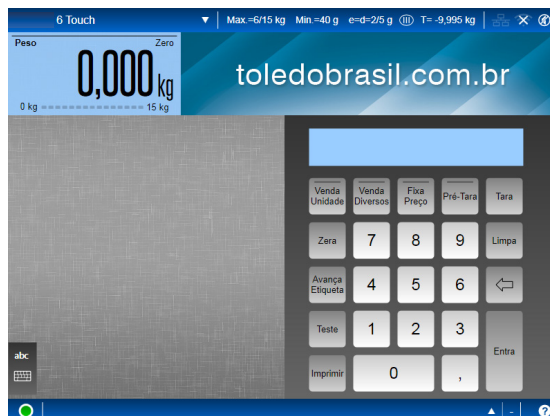 6 Touch
Max.=6/15 kg Min.=40 g e=d=2/5 g (III) T= -9,995 kg
Peso
Zero
0,000 kg
0 kg
15 kg
toledobrasil.com.br
Venda Unidade
Venda Diversos
Fixa Preço
Pré-Tara
Tara
Zera
7
8
9
Limpa
Avança Etiqueta
4
5
6
Teste
1
2
3
Entra
Imprimir
0
,
abc
-
?